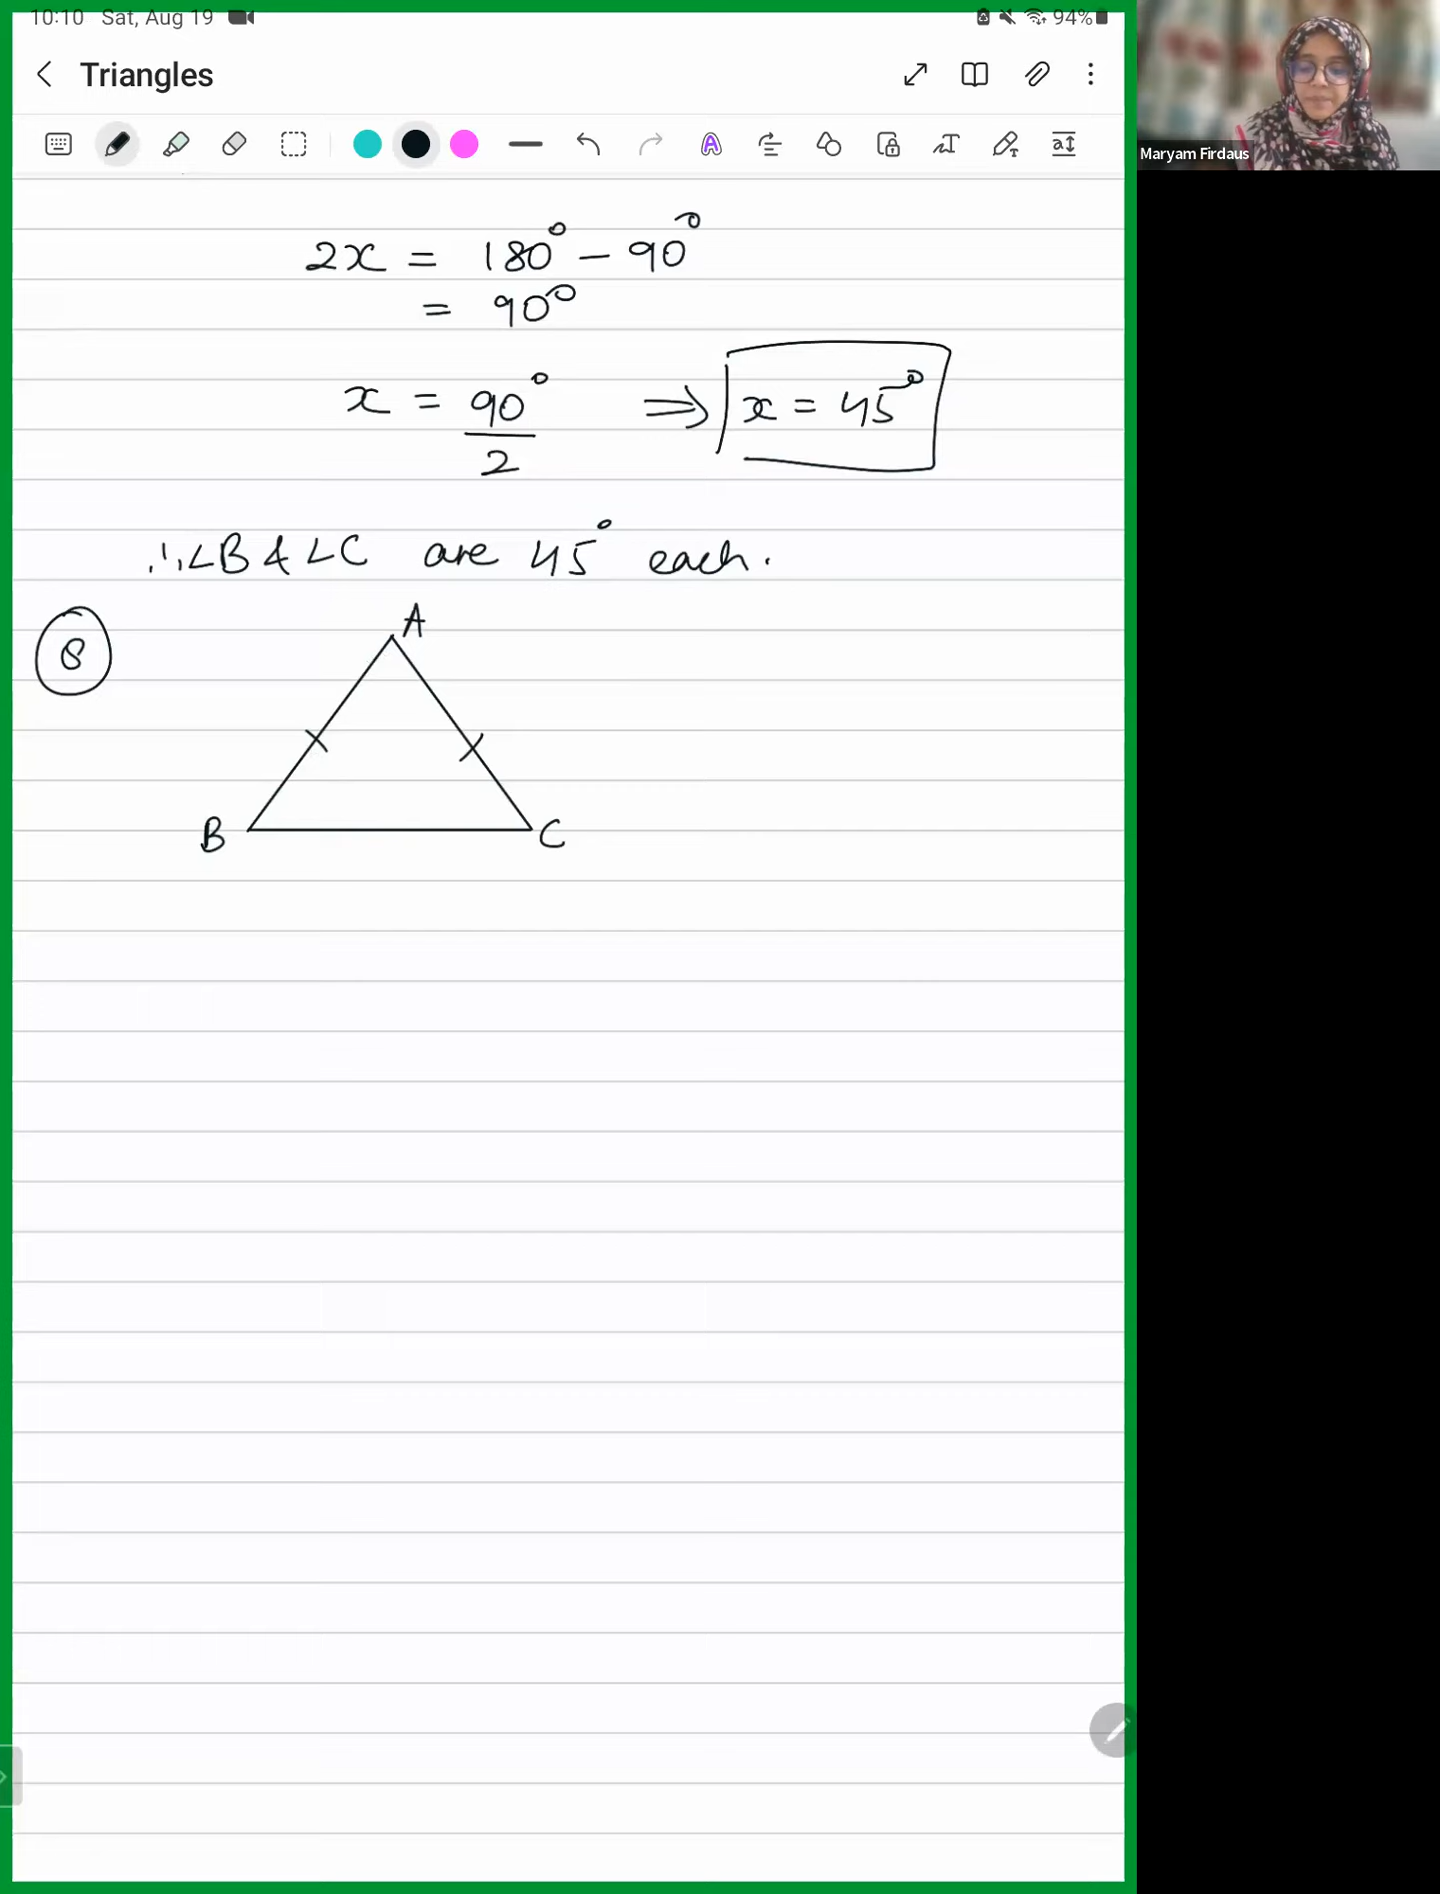 10:10 Sat, Aug 19 94%
Triangles
Maryam Firdaus
2x = 180° - 90°
= 90°
x = 90°/2 ⇒ x = 45°
∴ ∠B & ∠C are 45° each.
8
A
B C